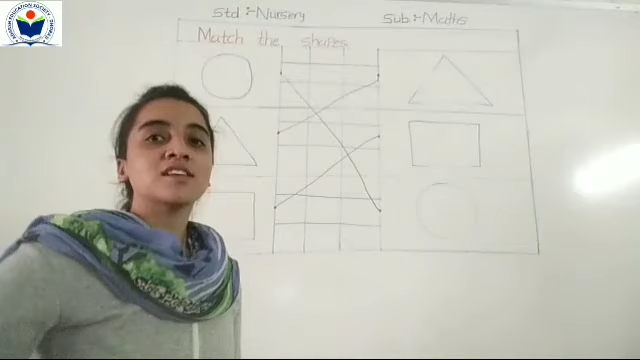 Std :- Nursery
Sub :- Maths
Match the shapes